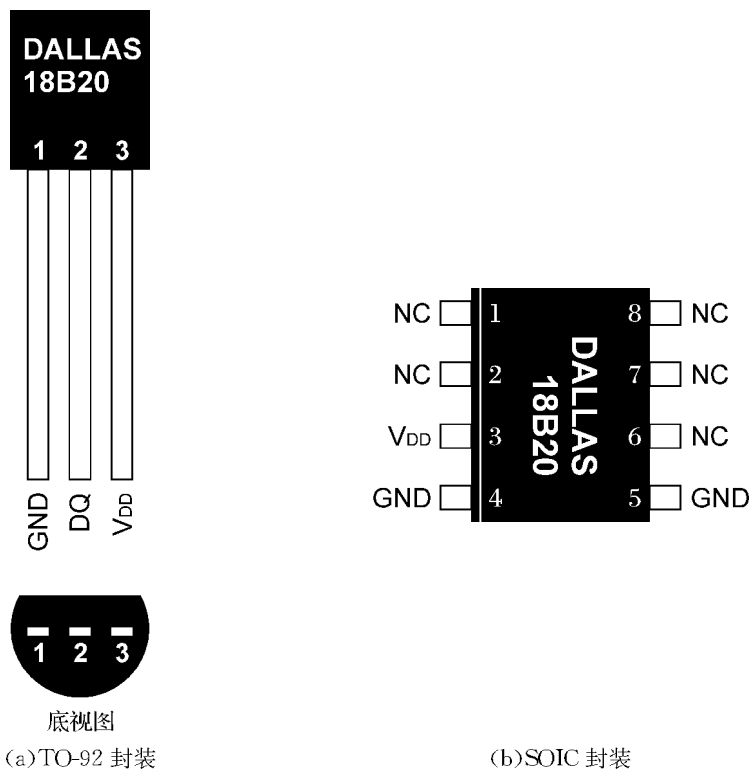 DALLAS
18B20
1 2 3
GND DQ VDD
1 2 3
底视图
(a)TO-92 封装
NC 1 8 NC
NC 2 7 NC
VDD 3 6 NC
GND 4 5 GND
DALLAS
18B20
(b)SOIC 封装